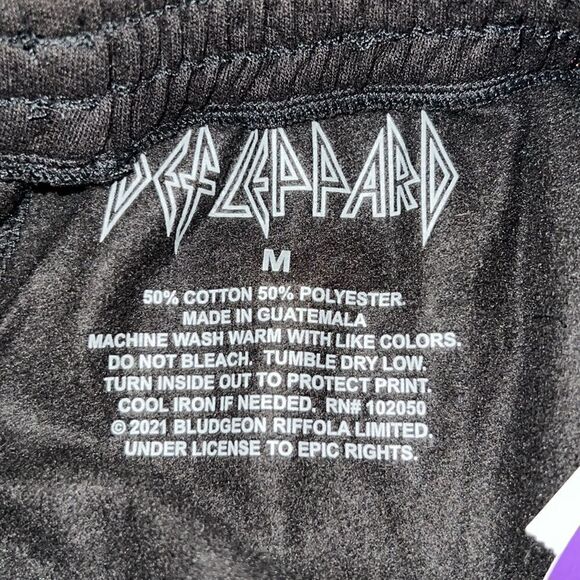 DEF LEPPARD
M
50% COTTON 50% POLYESTER.
MADE IN GUATEMALA
MACHINE WASH WARM WITH LIKE COLORS.
DO NOT BLEACH. TUMBLE DRY LOW.
TURN INSIDE OUT TO PROTECT PRINT.
COOL IRON IF NEEDED. RN# 102050
© 2021 BLUDGEON RIFFOLA LIMITED.
UNDER LICENSE TO EPIC RIGHTS.